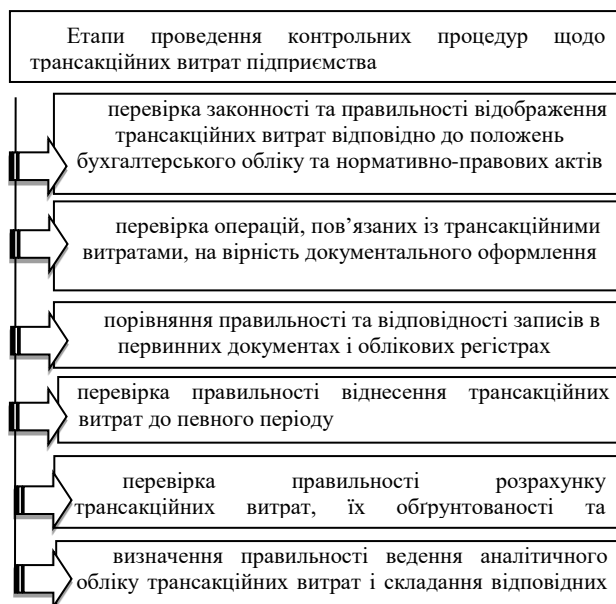 Етапи проведення контрольних процедур щодо
трансакційних витрат підприємства
перевірка законності та правильності відображення
трансакційних витрат відповідно до положень
бухгалтерського обліку та нормативно-правових актів
перевірка операцій, пов’язаних із трансакційними
витратами, на вірність документального оформлення
порівняння правильності та відповідності записів в
первинних документах і облікових регістрах
перевірка правильності віднесення трансакційних
витрат до певного періоду
перевірка правильності розрахунку
трансакційних витрат, їх обґрунтованості та
визначення правильності ведення аналітичного
обліку трансакційних витрат і складання відповідних